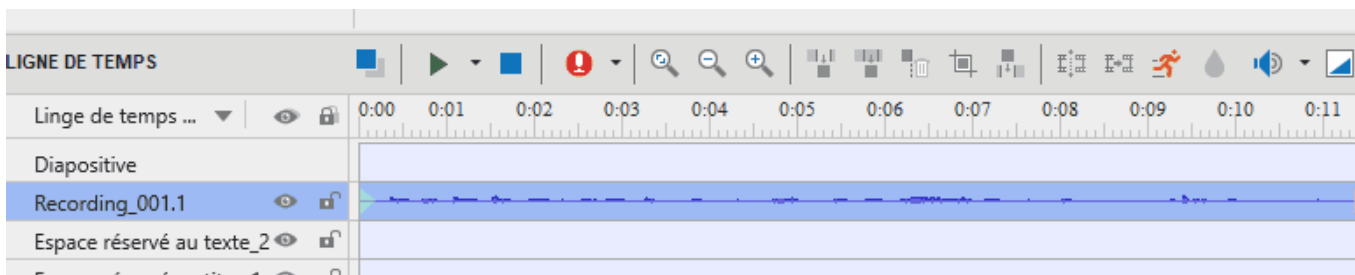 LIGNE DE TEMPS
Linge de temps ... 0:00 0:01 0:02 0:03 0:04 0:05 0:06 0:07 0:08 0:09 0:10 0:11
Diapositive
Recording_001.1
Espace réservé au texte_2